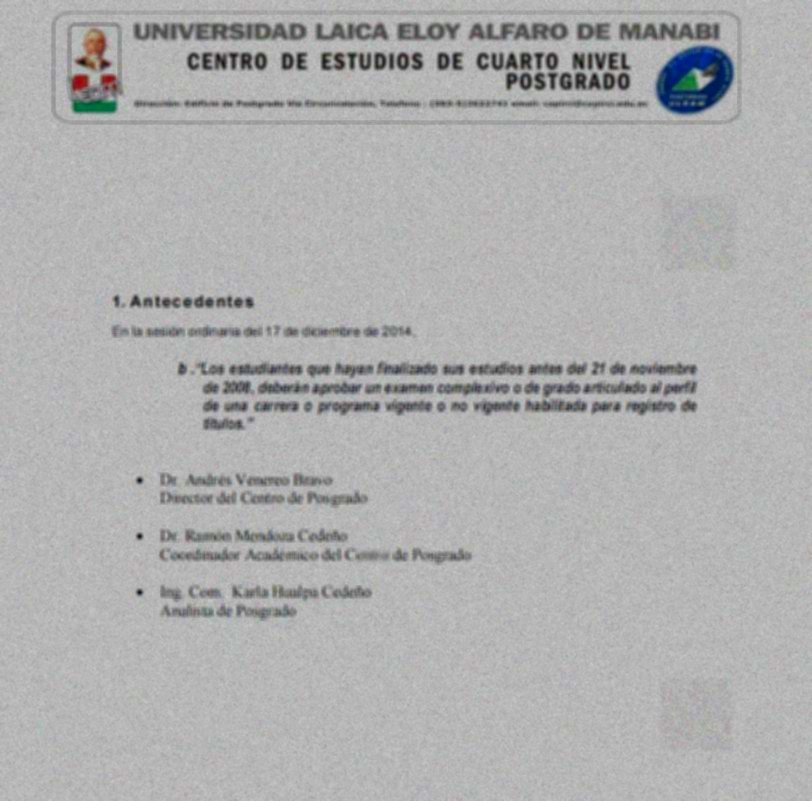 UNIVERSIDAD LAICA ELOY ALFARO DE MANABI
CENTRO DE ESTUDIOS DE CUARTO NIVEL
POSTGRADO
Dirección: Edificio de Postgrado Vía Circunvalación, Teléfono :
1. Antecedentes
En la sesión ordinaria del 17 de diciembre de 2014,
b ."Los estudiantes que hayan finalizado sus estudios antes del 21 de noviembre
de 2008, deberán aprobar un examen complexivo o de grado articulado al perfil
de una carrera o programa vigente o no vigente habilitada para registro de
títulos."
• Dr. Andrés Venereo Bravo
Director del Centro de Posgrado
• Dr. Ramón Mendoza Cedeño
Coordinador Académico del Centro de Posgrado
• Ing. Com. Karla Hualpa Cedeño
Analista de Posgrado